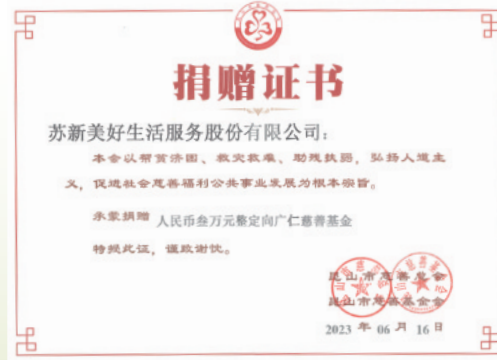 捐赠证书
苏新美好生活服务股份有限公司：
本会以帮贫济困、救灾救难、助残扶弱，弘扬人道主
义，促进社会慈善福利公共事业发展为根本宗旨。
承蒙捐赠 人民币叁万元整定向广仁慈善基金
特授此证，谨致谢忱。
昆山市慈善总会
昆山市慈善基金会
2023 年 06 月 16 日